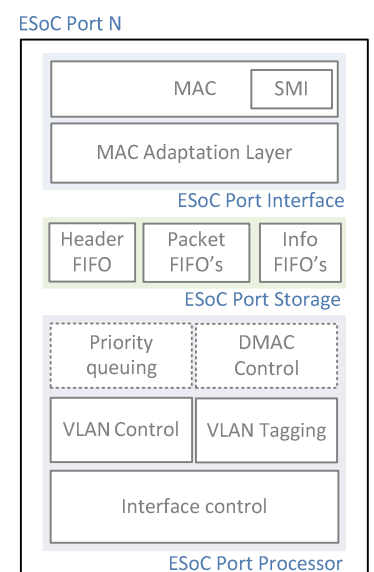 ESoC Port N
MAC
SMI
MAC Adaptation Layer
ESoC Port Interface
Header
FIFO
Packet
FIFO's
Info
FIFO's
ESoC Port Storage
Priority
queuing
DMAC
Control
VLAN Control
VLAN Tagging
Interface control
ESoC Port Processor